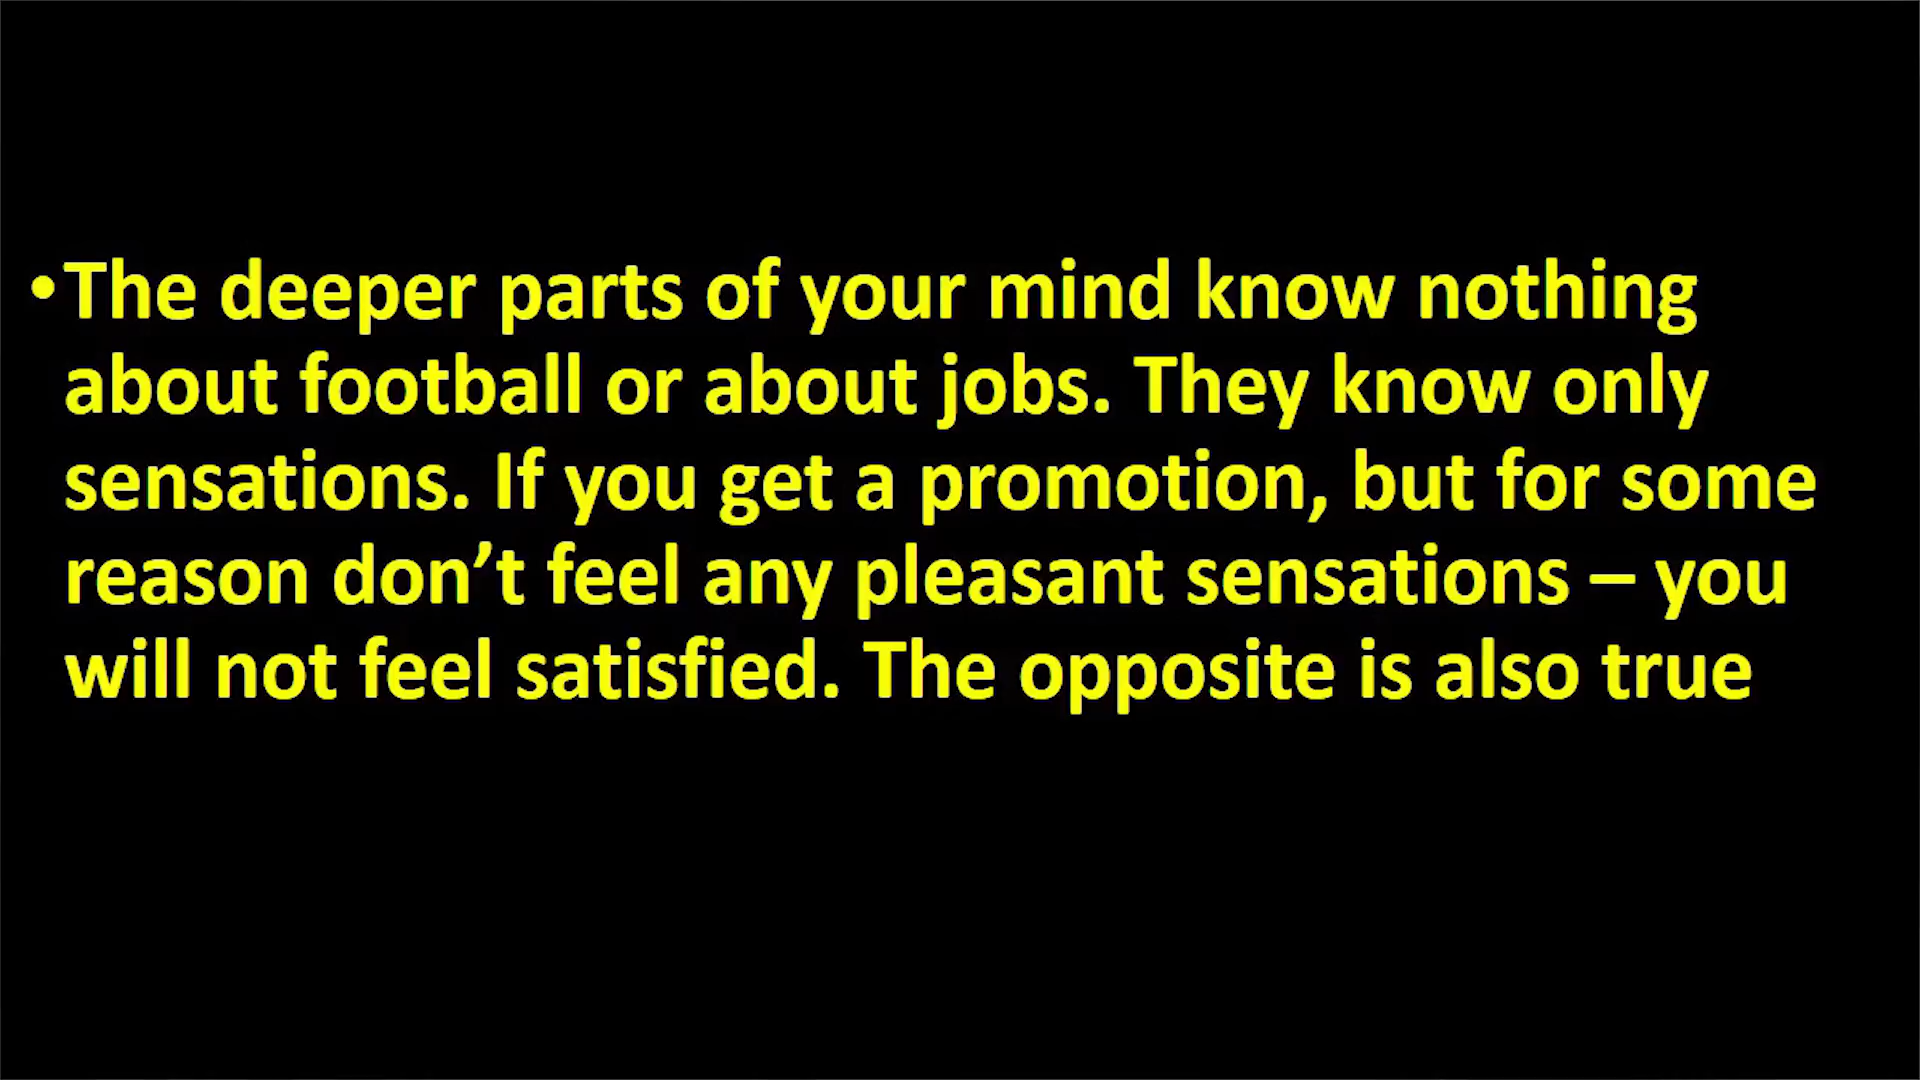 •The deeper parts of your mind know nothing
about football or about jobs. They know only
sensations. If you get a promotion, but for some
reason don’t feel any pleasant sensations – you
will not feel satisfied. The opposite is also true